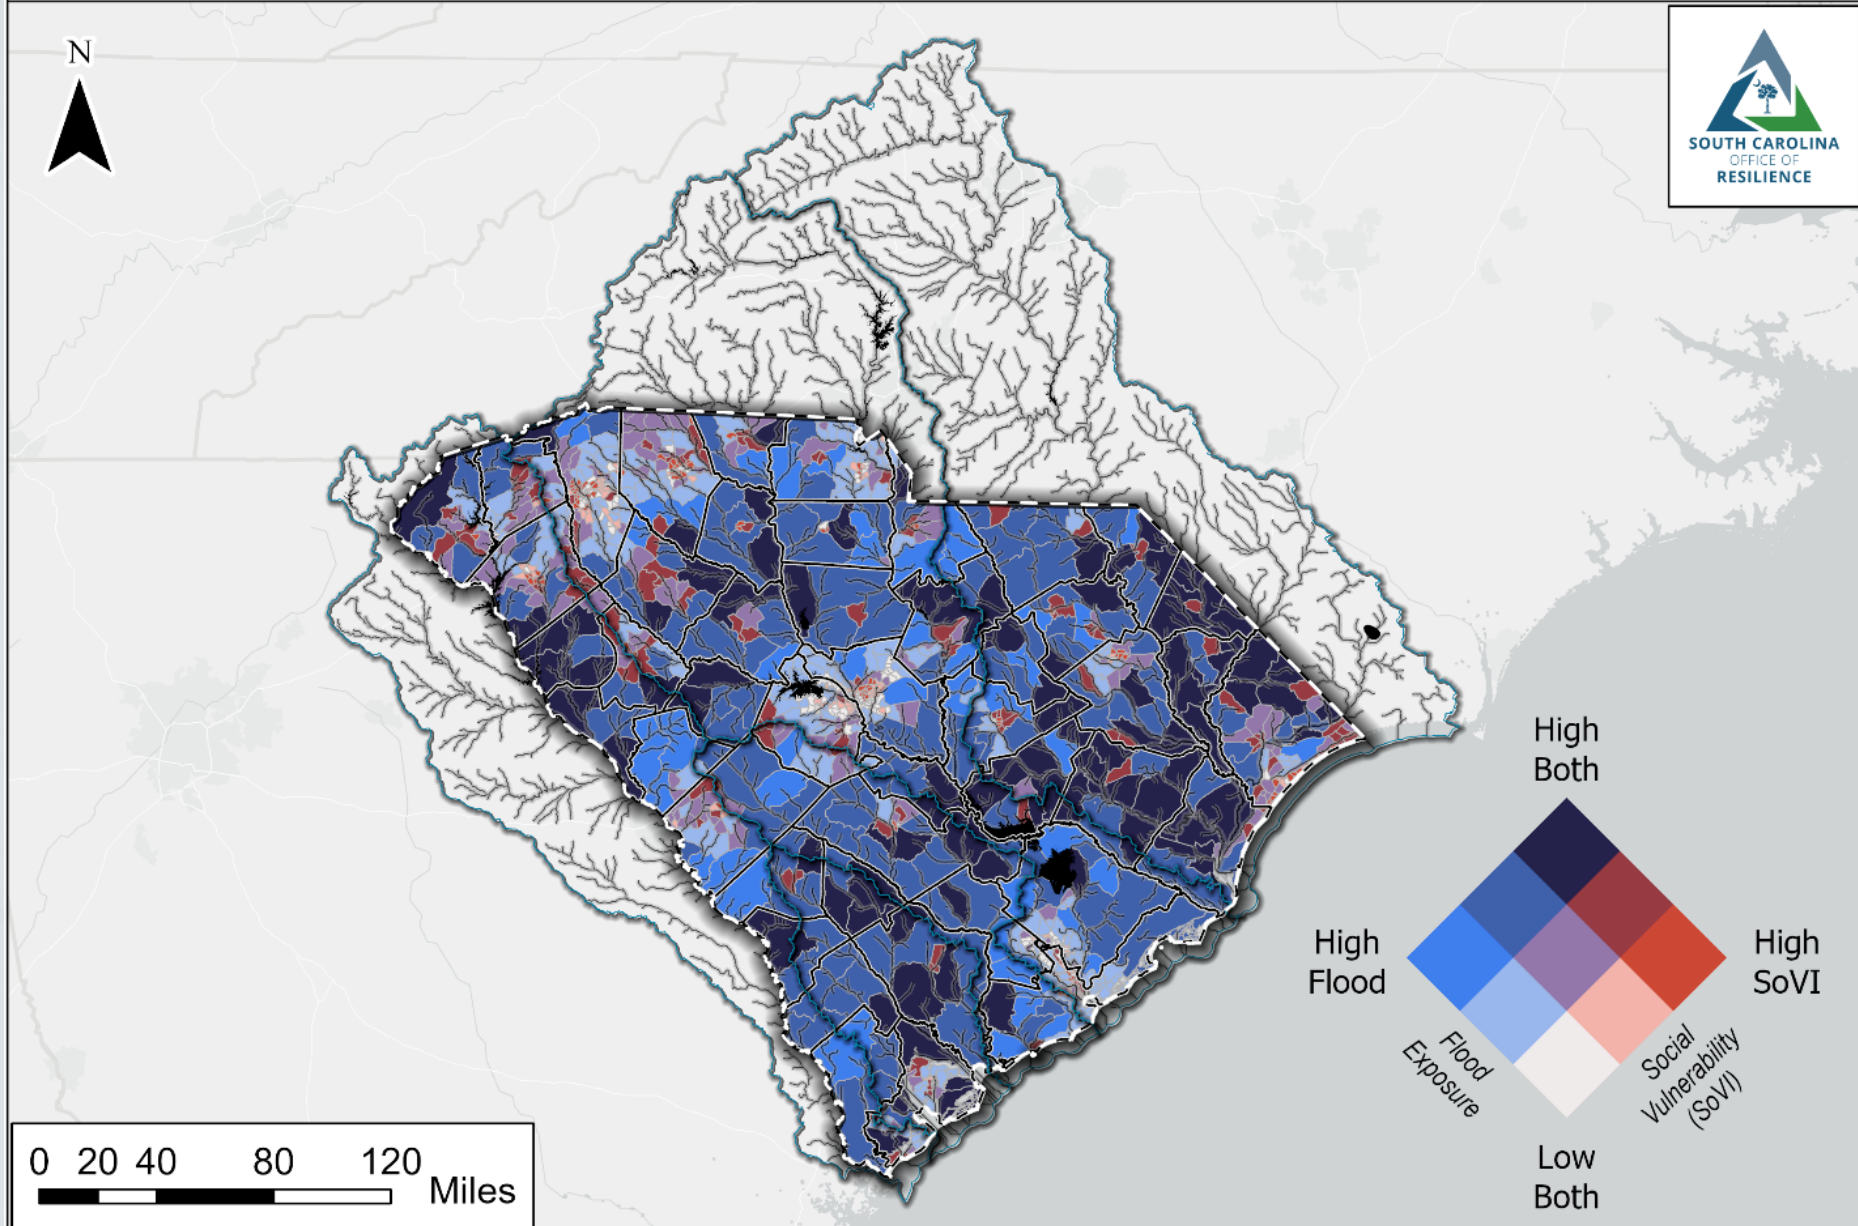 N
SOUTH CAROLINA
OFFICE OF
RESILIENCE
High
Both
High
Flood
High
SoVI
Flood
Exposure
Social
Vulnerability
(SoVI)
Low
Both
0 20 40 80 120
Miles